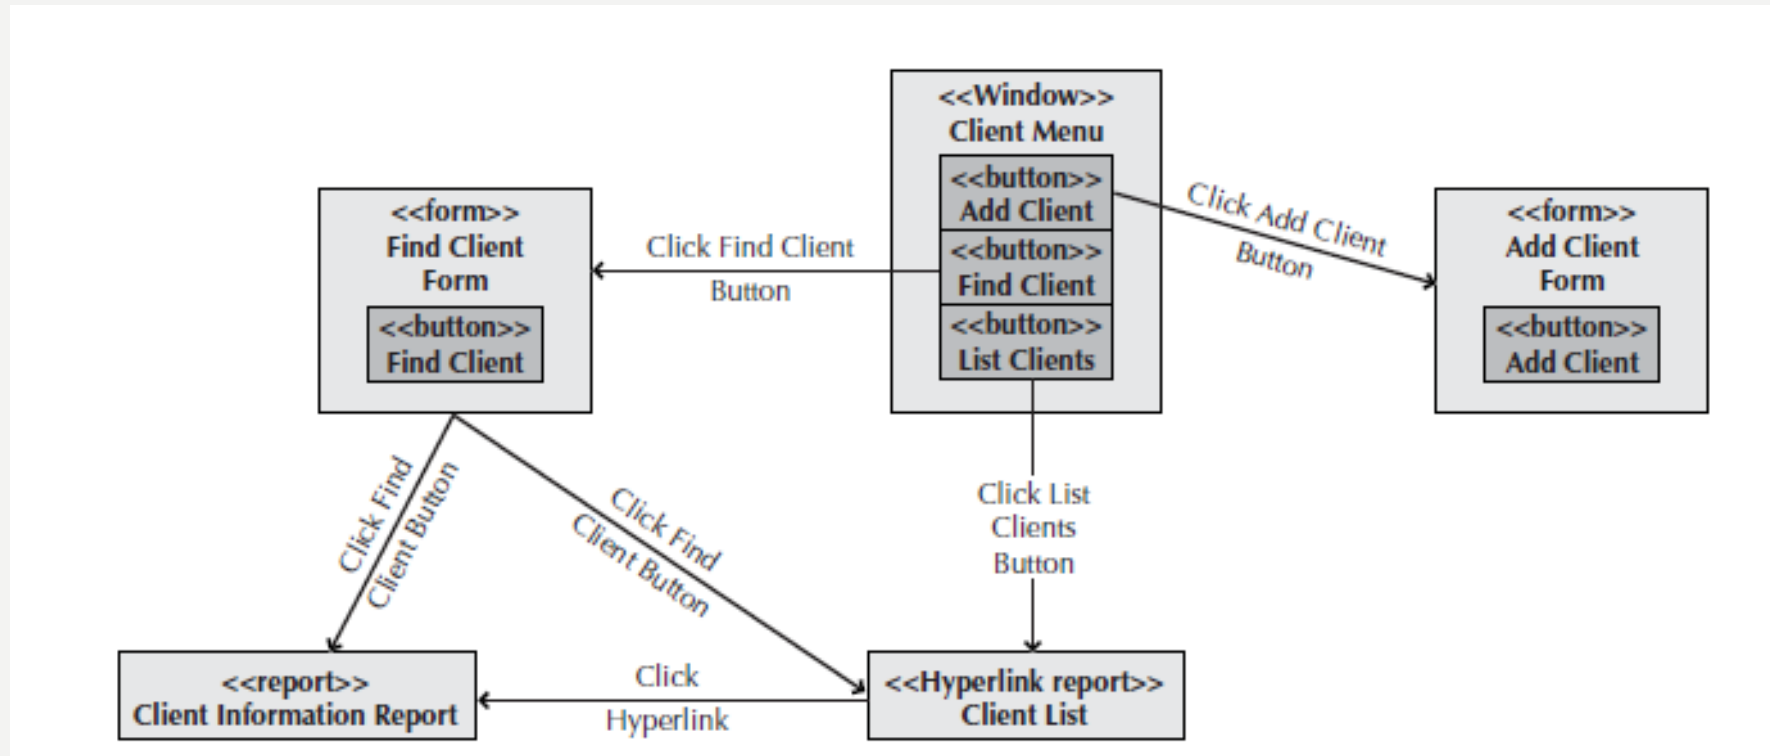 <<Window>>
Client Menu
<<button>>
Add Client
<<button>>
Find Client
<<button>>
List Clients
<<form>>
Find Client
Form
<<button>>
Find Client
Click Find Client
Button
Click Add Client
Button
<<form>>
Add Client
Form
<<button>>
Add Client
Click Find
Client Button
Click Find
Client Button
Click List
Clients
Button
<<report>>
Client Information Report
Click
Hyperlink
<<Hyperlink report>>
Client List